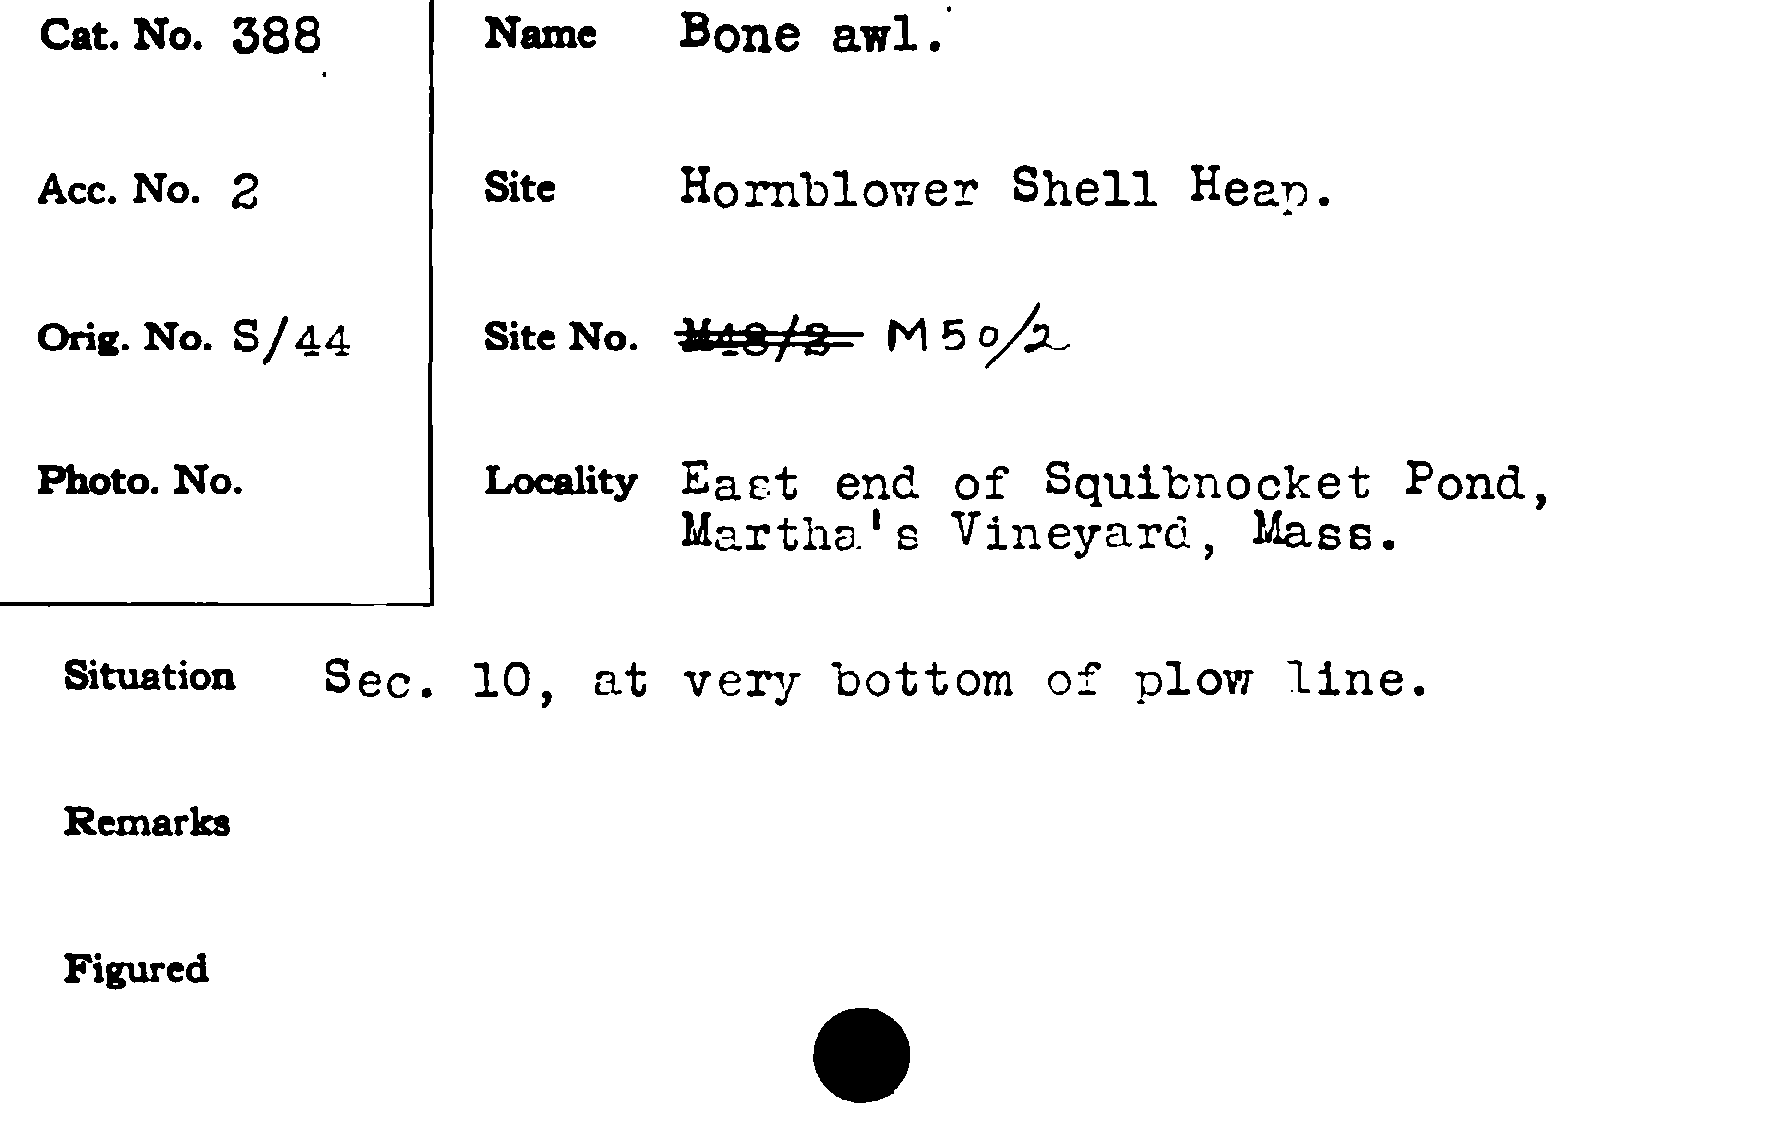 Cat. No. 388
Name Bone awl.
Acc. No. 2
Site Hornblower Shell Heap.
Orig. No. S/44
Site No. M48/2 M50/2
Photo. No.
Locality East end of Squibnocket Pond,
Martha's Vineyard, Mass.
Situation Sec. 10, at very bottom of plow line.
Remarks
Figured